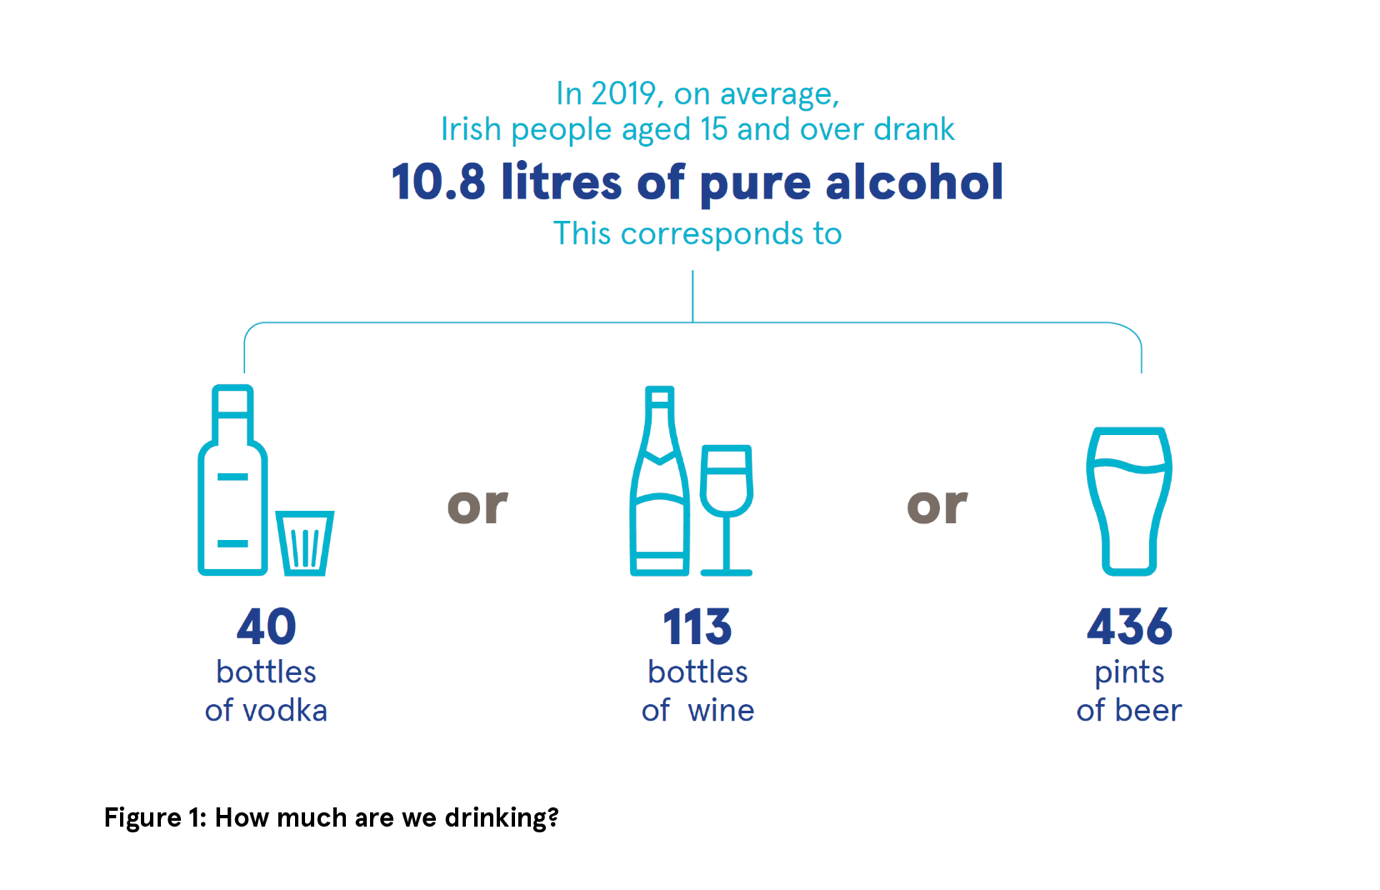 In 2019, on average,
Irish people aged 15 and over drank
10.8 litres of pure alcohol
This corresponds to
or
or
40
bottles
of vodka
113
bottles
of wine
436
pints
of beer
Figure 1: How much are we drinking?